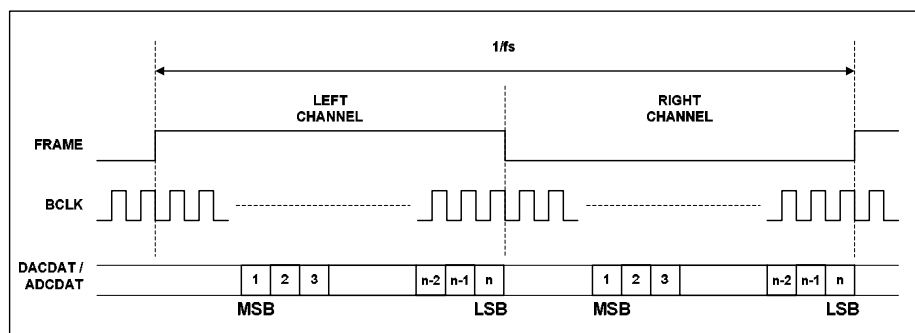 1/fs
LEFT
CHANNEL
RIGHT
CHANNEL
FRAME
BCLK
DACDAT /
ADCDAT
1 2 3 n-2 n-1 n 1 2 3 n-2 n-1 n
MSB LSB MSB LSB